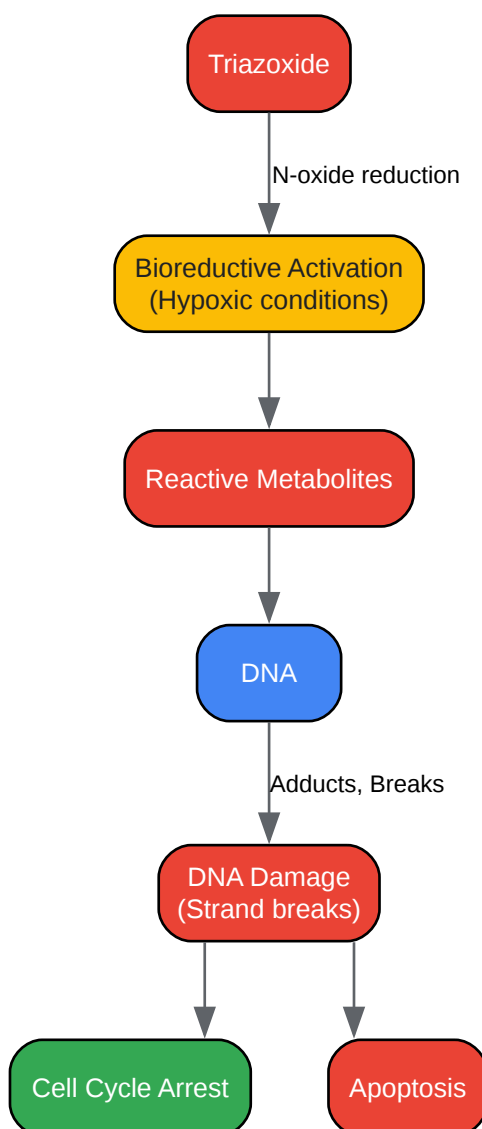 Triazoxide
N-oxide reduction
Bioreductive Activation
(Hypoxic conditions)
Reactive Metabolites
DNA
Adducts, Breaks
DNA Damage
(Strand breaks)
Cell Cycle Arrest
Apoptosis